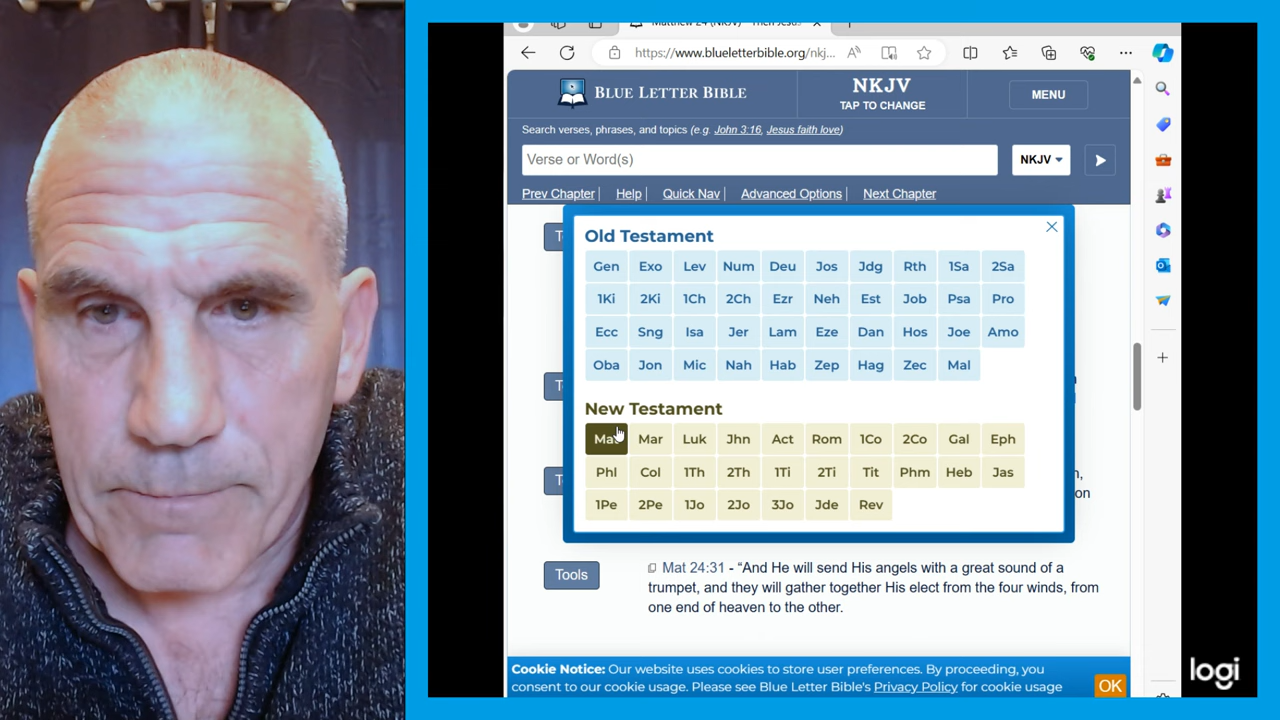 Matthew 24 (NKJV) - Then Jesus
https://www.blueletterbible.org/nkj...
BLUE LETTER BIBLE
NKJV
TAP TO CHANGE
MENU
Search verses, phrases, and topics (e.g. John 3:16, Jesus faith love)
Verse or Word(s)
NKJV
Prev Chapter| Help | Quick Nav | Advanced Options | Next Chapter
Old Testament
Gen Exo Lev Num Deu Jos Jdg Rth 1Sa 2Sa
1Ki 2Ki 1Ch 2Ch Ezr Neh Est Job Psa Pro
Ecc Sng Isa Jer Lam Eze Dan Hos Joe Amo
Oba Jon Mic Nah Hab Zep Hag Zec Mal
New Testament
Mat Mar Luk Jhn Act Rom 1Co 2Co Gal Eph
Phl Col 1Th 2Th 1Ti 2Ti Tit Phm Heb Jas
1Pe 2Pe 1Jo 2Jo 3Jo Jde Rev
on
Tools
Mat 24:31 - “And He will send His angels with a great sound of a
trumpet, and they will gather together His elect from the four winds, from
one end of heaven to the other.
Cookie Notice: Our website uses cookies to store user preferences. By proceeding, you
consent to our cookie usage. Please see Blue Letter Bible's Privacy Policy for cookie usage
OK
logi